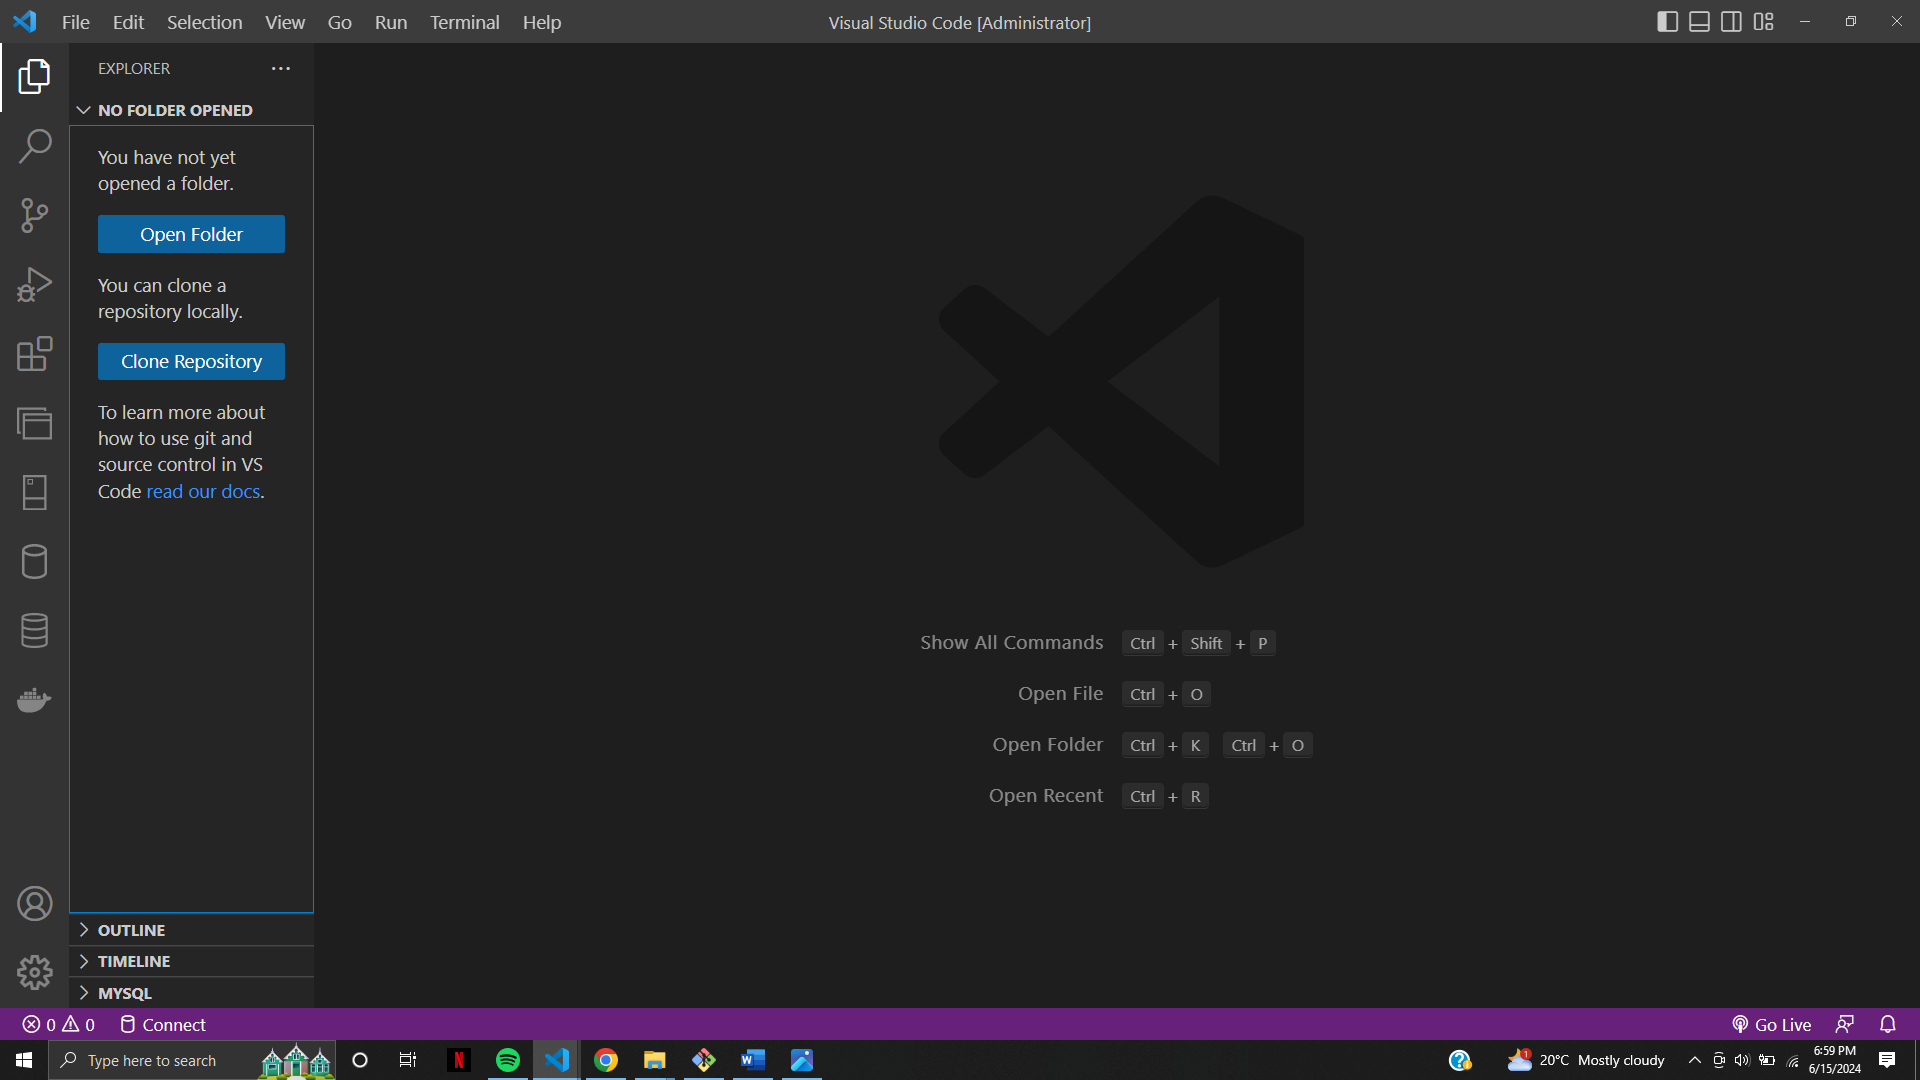 File Edit Selection View Go Run Terminal Help
Visual Studio Code [Administrator]
EXPLORER
NO FOLDER OPENED
You have not yet
opened a folder.
Open Folder
You can clone a
repository locally.
Clone Repository
To learn more about
how to use git and
source control in VS
Code read our docs.
Show All Commands Ctrl + Shift + P
Open File Ctrl + O
Open Folder Ctrl + K Ctrl + O
Open Recent Ctrl + R
OUTLINE
TIMELINE
MYSQL
0 0 Connect
Go Live
Type here to search
N
W
1
20°C Mostly cloudy
6:59 PM
6/15/2024